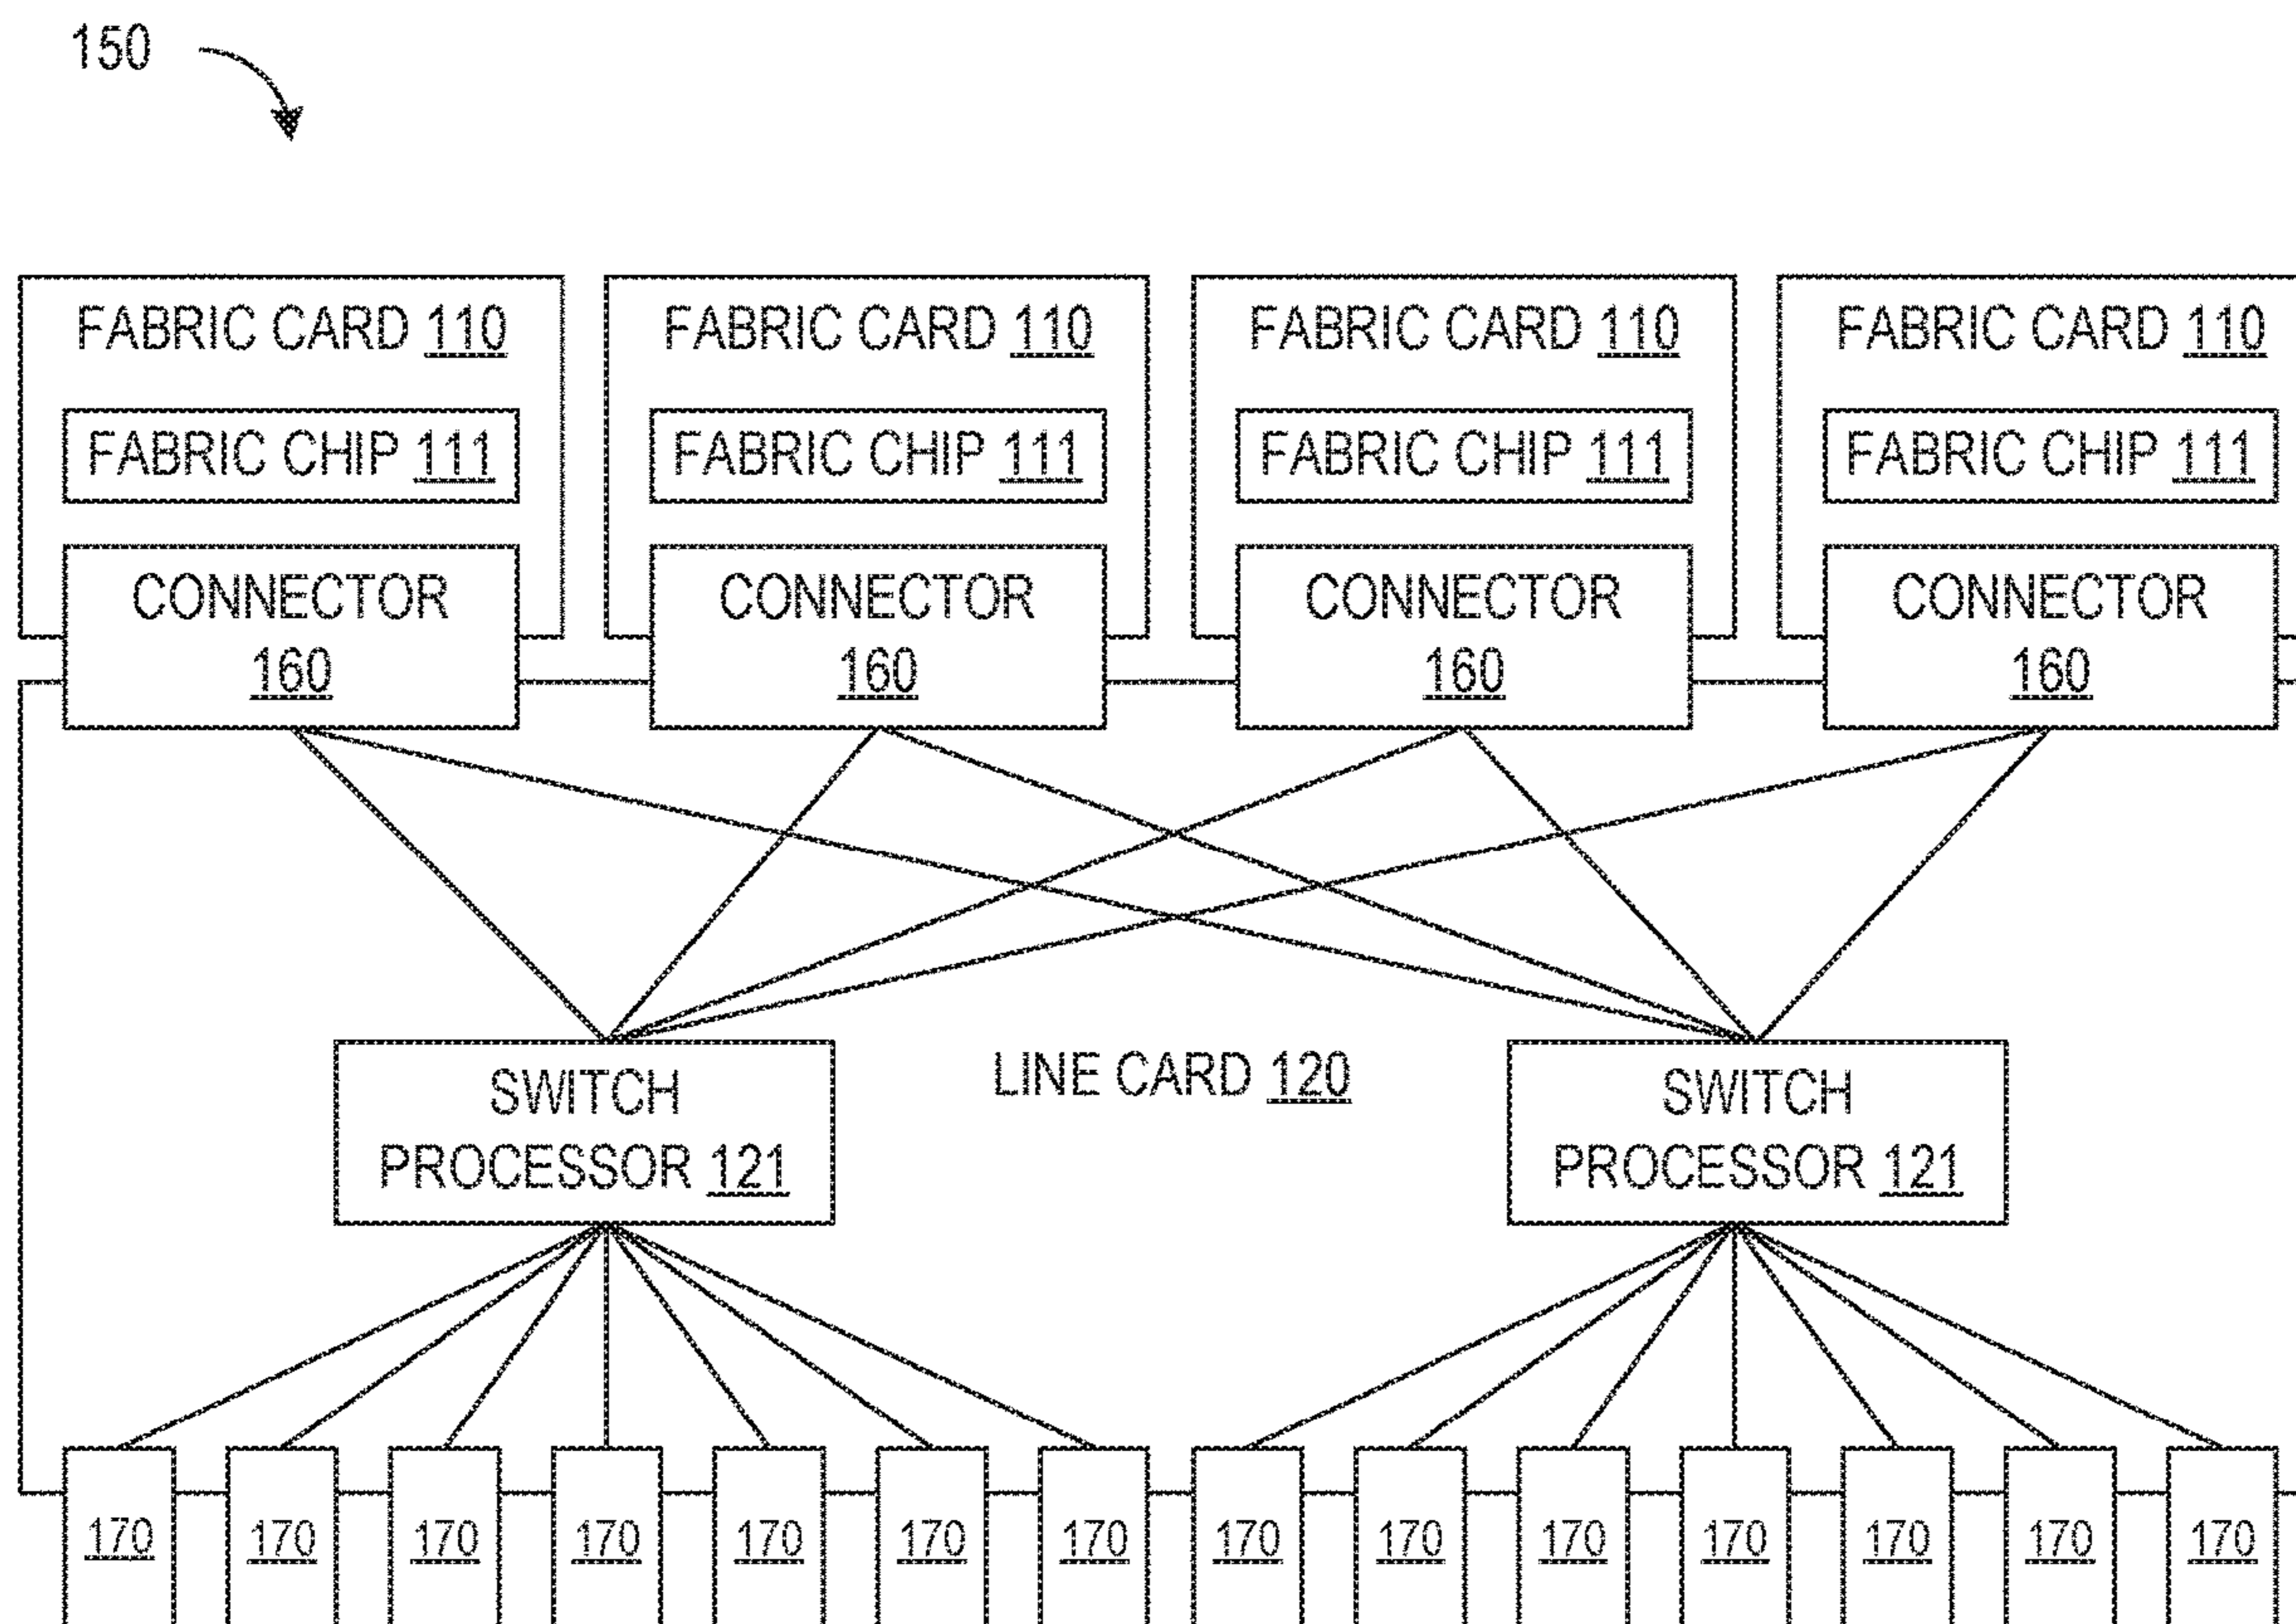 150
FABRIC CARD 110 FABRIC CARD 110 FABRIC CARD 110 FABRIC CARD 110
FABRIC CHIP 111 FABRIC CHIP 111 FABRIC CHIP 111 FABRIC CHIP 111
CONNECTOR CONNECTOR CONNECTOR CONNECTOR
160 160 160 160
LINE CARD 120
SWITCH SWITCH
PROCESSOR 121 PROCESSOR 121
170 170 170 170 170 170 170 170 170 170 170 170 170 170